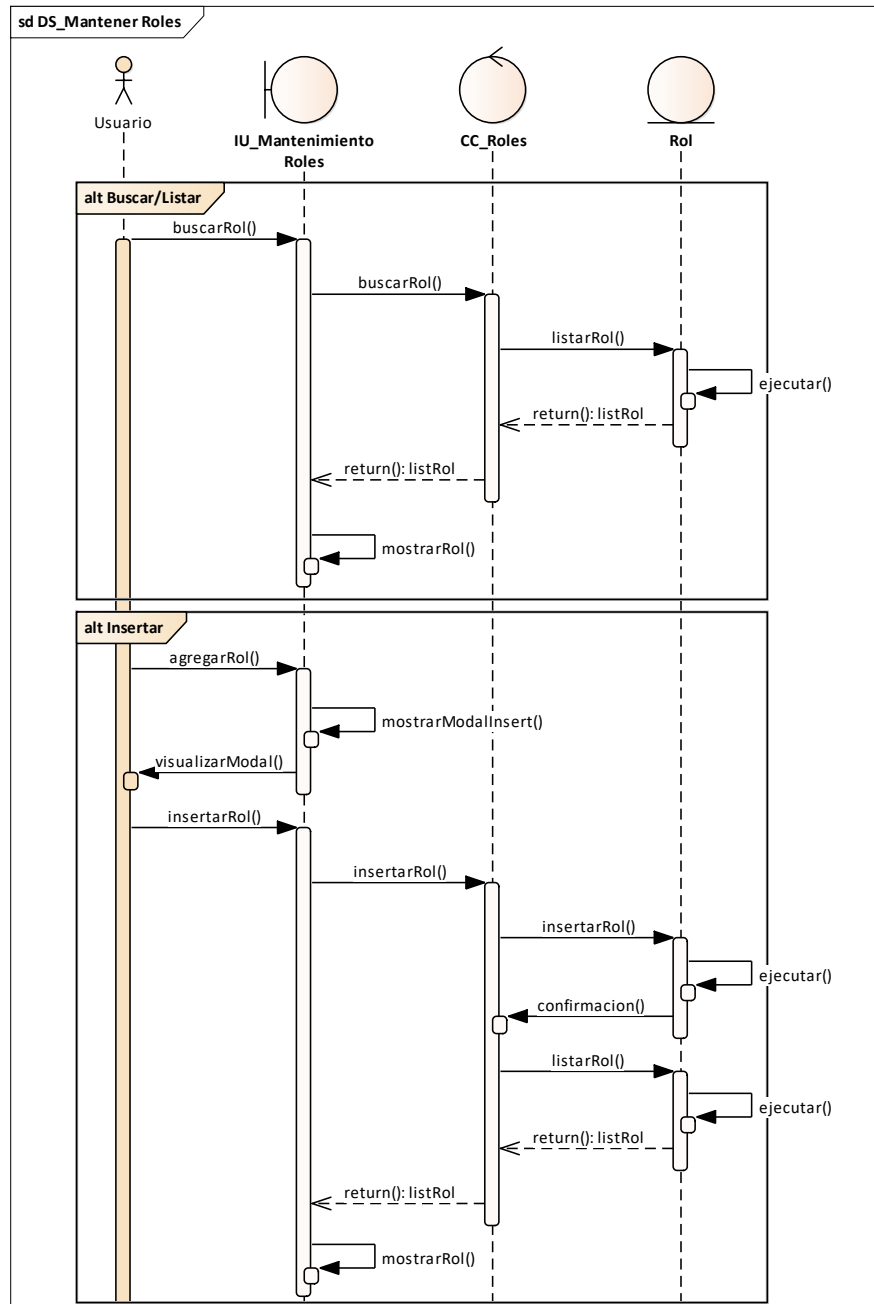 sd DS_Mantener Roles
Usuario
IU_Mantenimiento
Roles
CC_Roles
Rol
alt Buscar/Listar
buscarRol()
buscarRol()
listarRol()
ejecutar()
return(): listRol
return(): listRol
mostrarRol()
alt Insertar
agregarRol()
mostrarModalInsert()
visualizarModal()
insertarRol()
insertarRol()
insertarRol()
ejecutar()
confirmacion()
listarRol()
ejecutar()
return(): listRol
return(): listRol
mostrarRol()